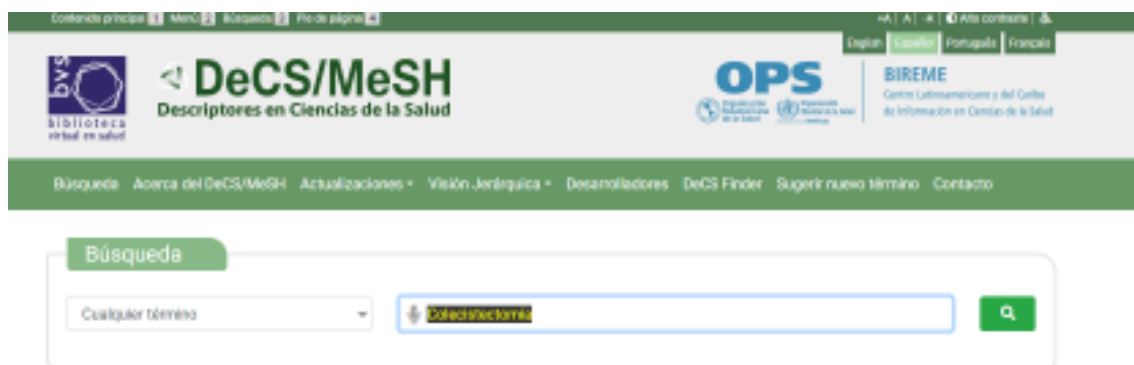 Contenido principal 1 Menú 2 Búsqueda 3 Pie de página 4
+A | A | -A | Alto contraste |
English Español Português Français
bvs
biblioteca
virtual en salud
DeCS/MeSH
Descriptores en Ciencias de la Salud
OPS
BIREME
Centro Latinoamericano y del Caribe
de Información en Ciencias de la Salud
Búsqueda Acerca del DeCS/MeSH Actualizaciones Visión Jerárquica Desarrolladores DeCS Finder Sugerir nuevo término Contacto
Búsqueda
Cualquier término
Colecistectomía